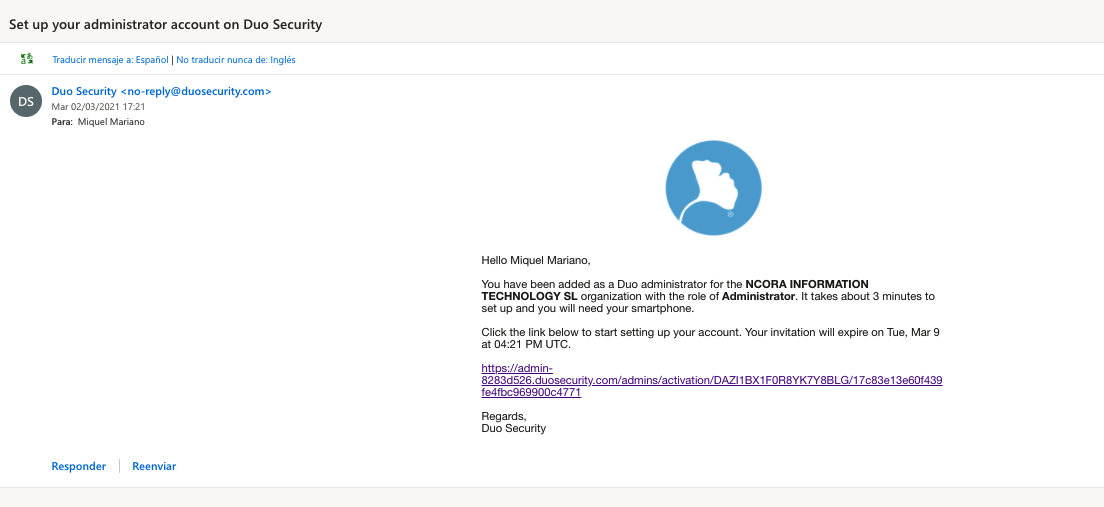 Set up your administrator account on Duo Security
Traducir mensaje a: Español | No traducir nunca de: Inglés
DS
Duo Security <no-reply@duosecurity.com>
Mar 02/03/2021 17:21
Para: Miquel Mariano
®
Hello Miquel Mariano,
You have been added as a Duo administrator for the NCORA INFORMATION
TECHNOLOGY SL organization with the role of Administrator. It takes about 3 minutes to
set up and you will need your smartphone.
Click the link below to start setting up your account. Your invitation will expire on Tue, Mar 9
at 04:21 PM UTC.
https://admin-
8283d526.duosecurity.com/admins/activation/DAZI1BX1F0R8YK7Y8BLG/17c83e13e60f439
fe4fbc969900c4771
Regards,
Duo Security
Responder
Reenviar